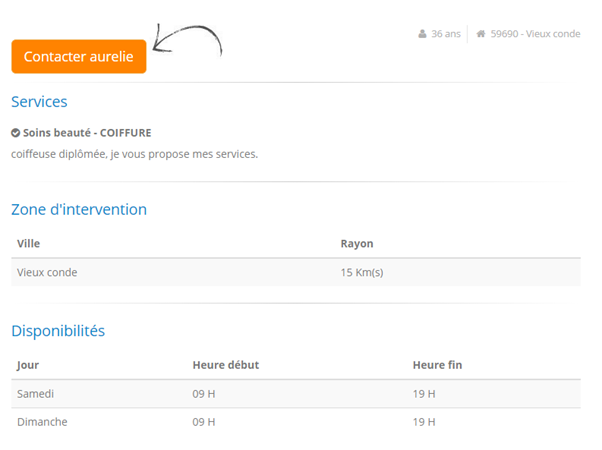 36 ans 59690 - Vieux conde
Contacter aurelie
Services
Soins beauté - COIFFURE
coiffeuse diplômée, je vous propose mes services.
Zone d'intervention
Ville Rayon
Vieux conde 15 Km(s)
Disponibilités
Jour Heure début Heure fin
Samedi 09 H 19 H
Dimanche 09 H 19 H